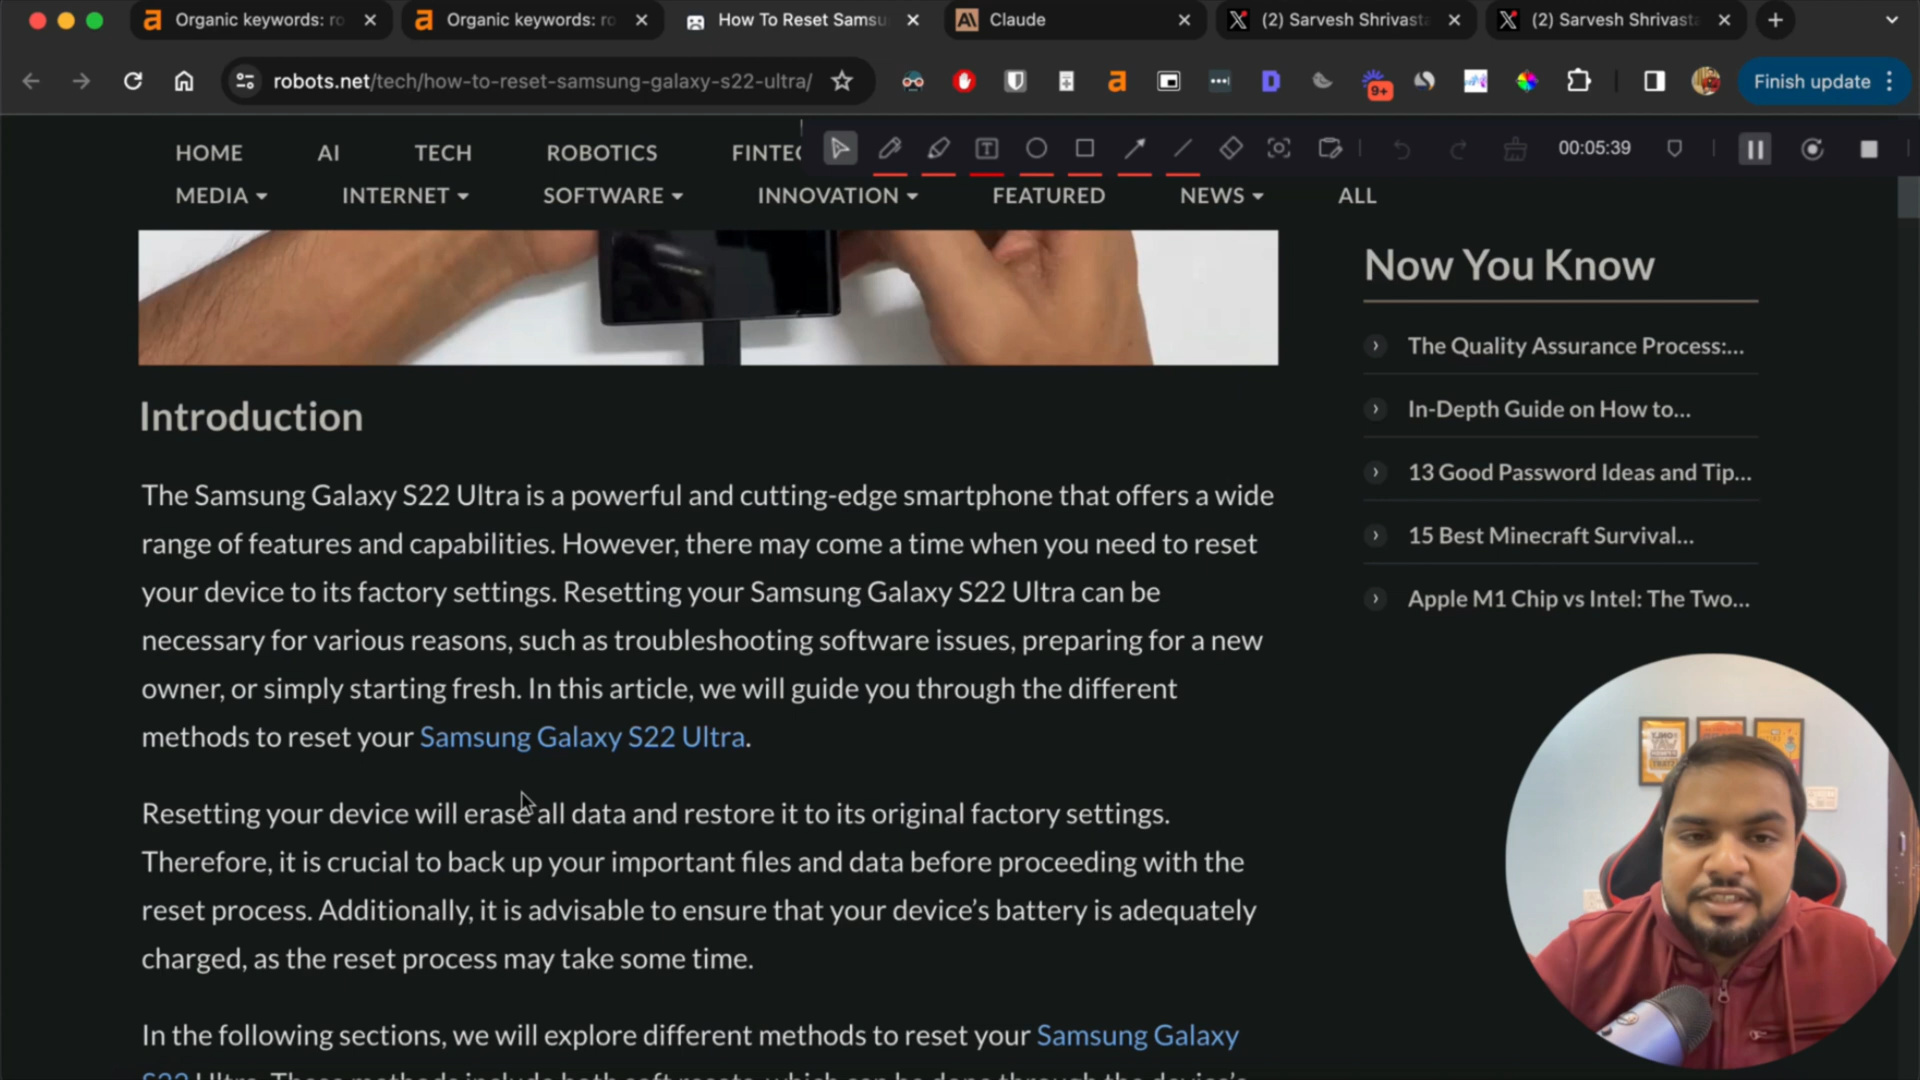 Organic keywords: ro
Organic keywords: ro
How To Reset Samsu
Claude
(2) Sarvesh Shrivasta
(2) Sarvesh Shrivasta
robots.net/tech/how-to-reset-samsung-galaxy-s22-ultra/
9+
Finish update
HOME AI TECH ROBOTICS FINTEC
00:05:39
MEDIA INTERNET SOFTWARE INNOVATION FEATURED NEWS ALL
Introduction
The Samsung Galaxy S22 Ultra is a powerful and cutting-edge smartphone that offers a wide
range of features and capabilities. However, there may come a time when you need to reset
your device to its factory settings. Resetting your Samsung Galaxy S22 Ultra can be
necessary for various reasons, such as troubleshooting software issues, preparing for a new
owner, or simply starting fresh. In this article, we will guide you through the different
methods to reset your Samsung Galaxy S22 Ultra.
Resetting your device will erase all data and restore it to its original factory settings.
Therefore, it is crucial to back up your important files and data before proceeding with the
reset process. Additionally, it is advisable to ensure that your device's battery is adequately
charged, as the reset process may take some time.
In the following sections, we will explore different methods to reset your Samsung Galaxy
Now You Know
The Quality Assurance Process:...
In-Depth Guide on How to...
13 Good Password Ideas and Tip...
15 Best Minecraft Survival...
Apple M1 Chip vs Intel: The Two...